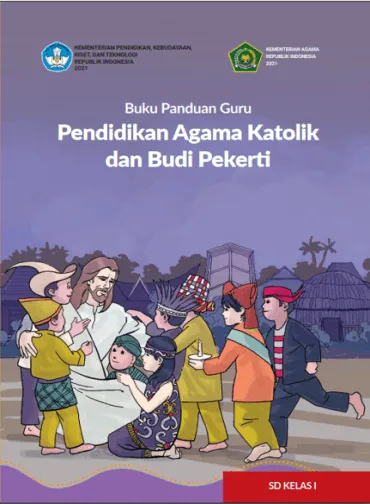 KEMENTERIAN PENDIDIKAN, KEBUDAYAAN,
RISET, DAN TEKNOLOGI
REPUBLIK INDONESIA
2021
KEMENTERIAN AGAMA
REPUBLIK INDONESIA
2021
Buku Panduan Guru
Pendidikan Agama Katolik
dan Budi Pekerti
SD KELAS I